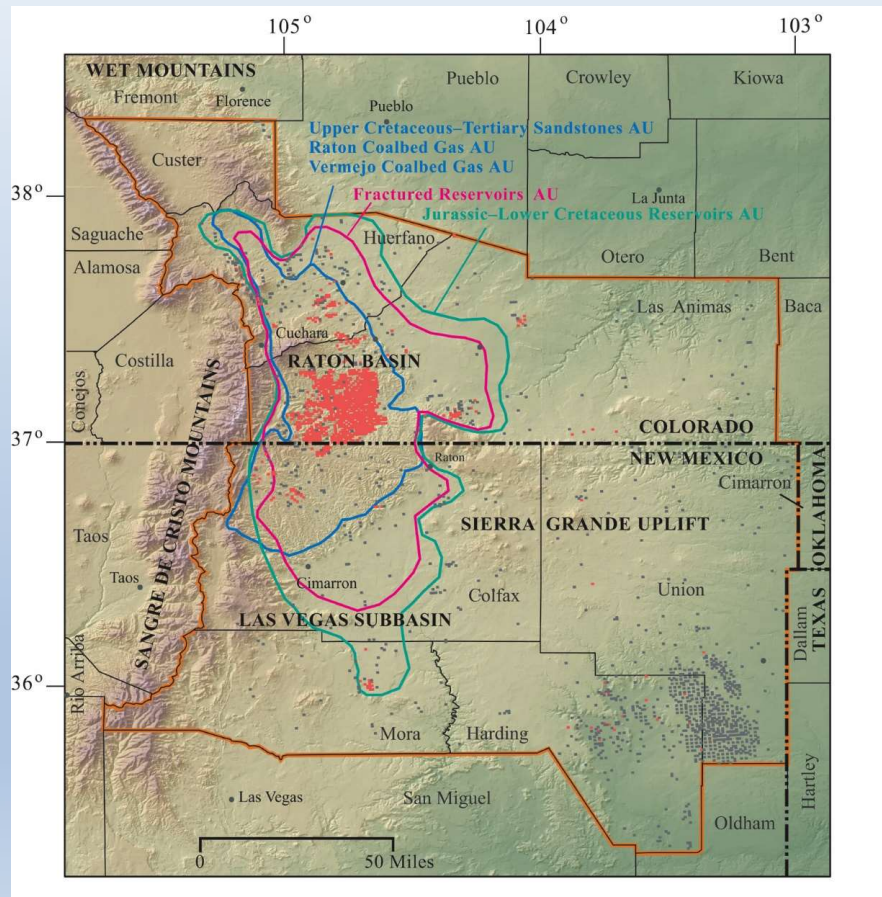 105°
104°
103°
WET MOUNTAINS
Fremont
Florence
Pueblo
Pueblo
Crowley
Kiowa
Upper Cretaceous–Tertiary Sandstones AU
Raton Coalbed Gas AU
Vermejo Coalbed Gas AU
Custer
38°
Fractured Reservoirs AU
La Junta
Jurassic–Lower Cretaceous Reservoirs AU
Saguache
Huerfano
Alamosa
Otero
Bent
Las Animas
Baca
Cuchara
Costilla
RATON BASIN
Conejos
SANGRE DE CRISTO MOUNTAINS
COLORADO
37°
NEW MEXICO
Raton
Cimarron
OKLAHOMA
SIERRA GRANDE UPLIFT
Taos
Taos
Cimarron
Colfax
Union
LAS VEGAS SUBBASIN
Dallam
TEXAS
Rio Arriba
36°
Mora
Harding
Hartley
Las Vegas
San Miguel
Oldham
0
50 Miles